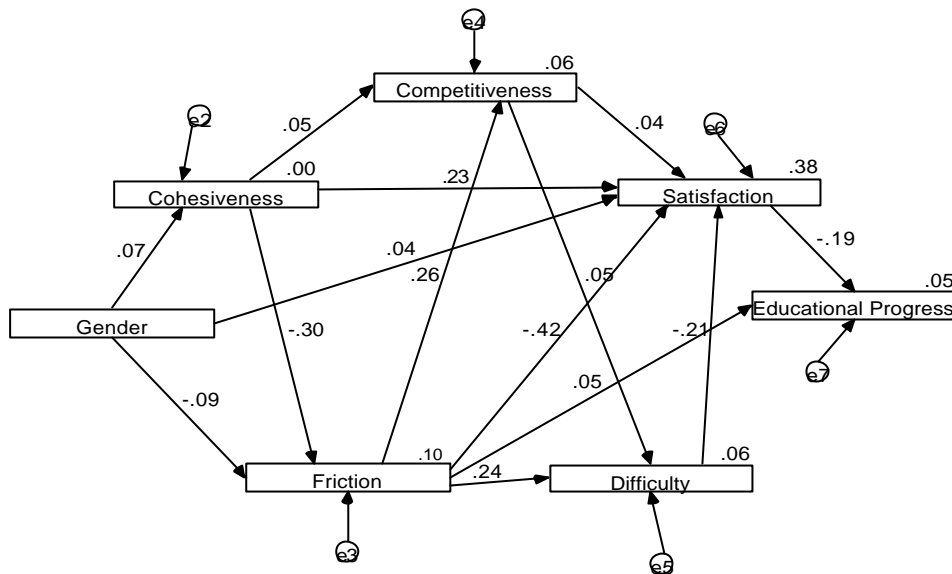 e4
.06
Competitiveness
e2
.05
.04
e6
.00
.38
Cohesiveness
.23
Satisfaction
.07
.04
.26
.05
-.19
.05
Gender
-.30
-.42
-.21
Educational Progress
.05
e7
-.09
.10
.06
Friction
.24
Difficulty
e3
e5